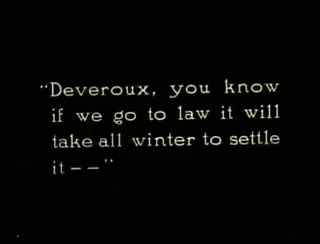 "Deveroux, you know
if we go to law it will
take all winter to settle
it – – "